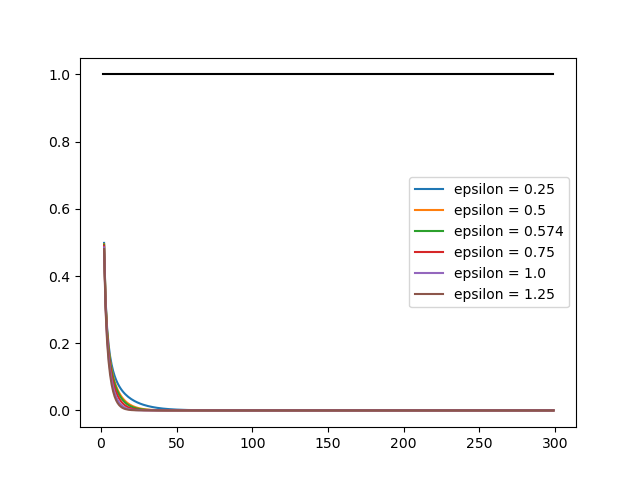 1.0
0.8
0.6
0.4
0.2
0.0
epsilon = 0.25
epsilon = 0.5
epsilon = 0.574
epsilon = 0.75
epsilon = 1.0
epsilon = 1.25
0 50 100 150 200 250 300